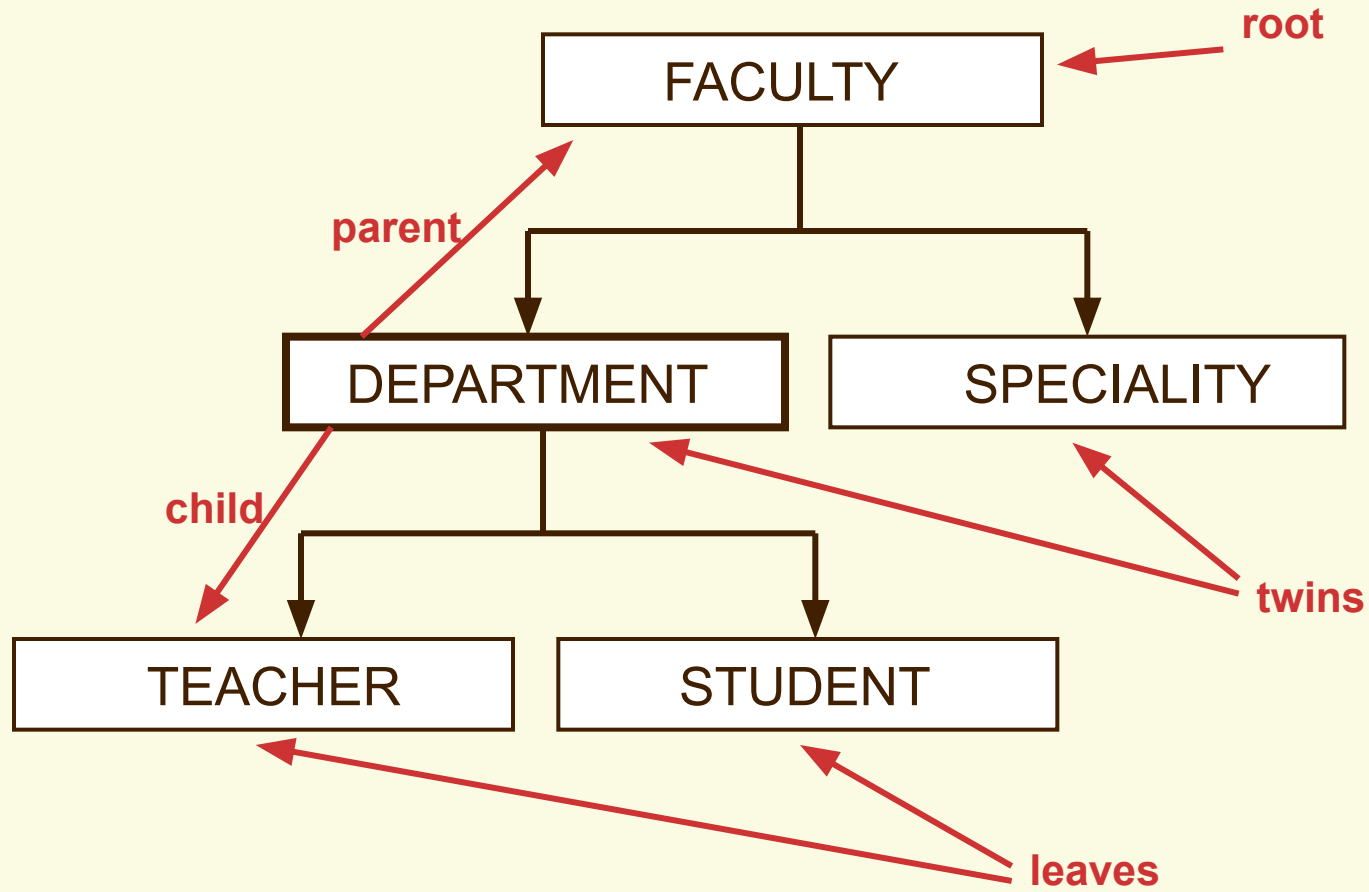 root
FACULTY
parent
DEPARTMENT
SPECIALITY
child
twins
TEACHER
STUDENT
leaves